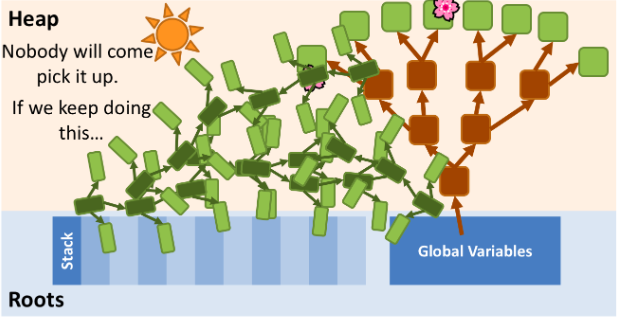 Heap
Nobody will come
pick it up.
If we keep doing
this...
Stack
Global Variables
Roots